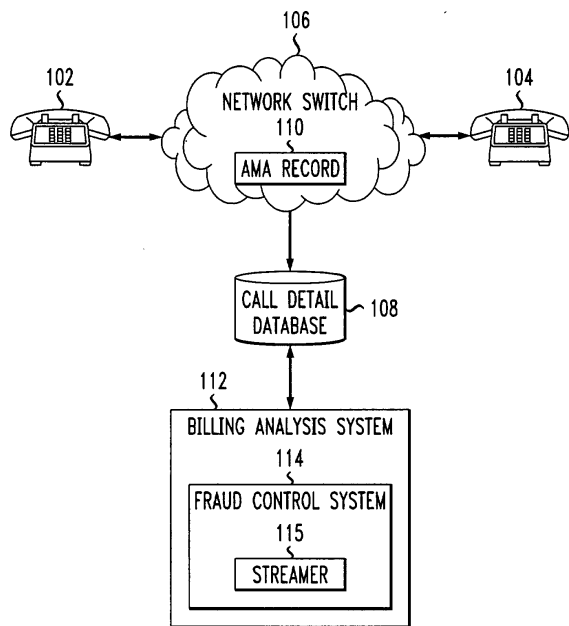 106
102
104
NETWORK SWITCH
110
AMA RECORD
CALL DETAIL
DATABASE
108
112
BILLING ANALYSIS SYSTEM
114
FRAUD CONTROL SYSTEM
115
STREAMER